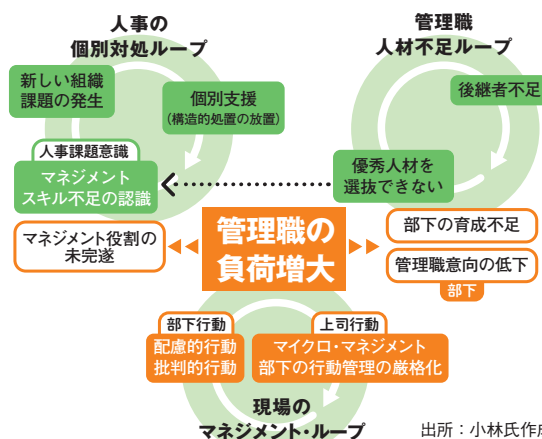 人事の
個別対処ループ
管理職
人材不足ループ
新しい組織
課題の発生
個別支援
(構造的処置の放置)
後継者不足
人事課題意識
マネジメント
スキル不足の認識
優秀人材を
選抜できない
マネジメント役割の
未完遂
管理職の
負荷増大
部下の育成不足
管理職意向の低下
部下
部下行動
配慮的行動
批判的行動
上司行動
マイクロ・マネジメント
部下の行動管理の厳格化
現場の
マネジメント・ループ
出所：小林氏作成